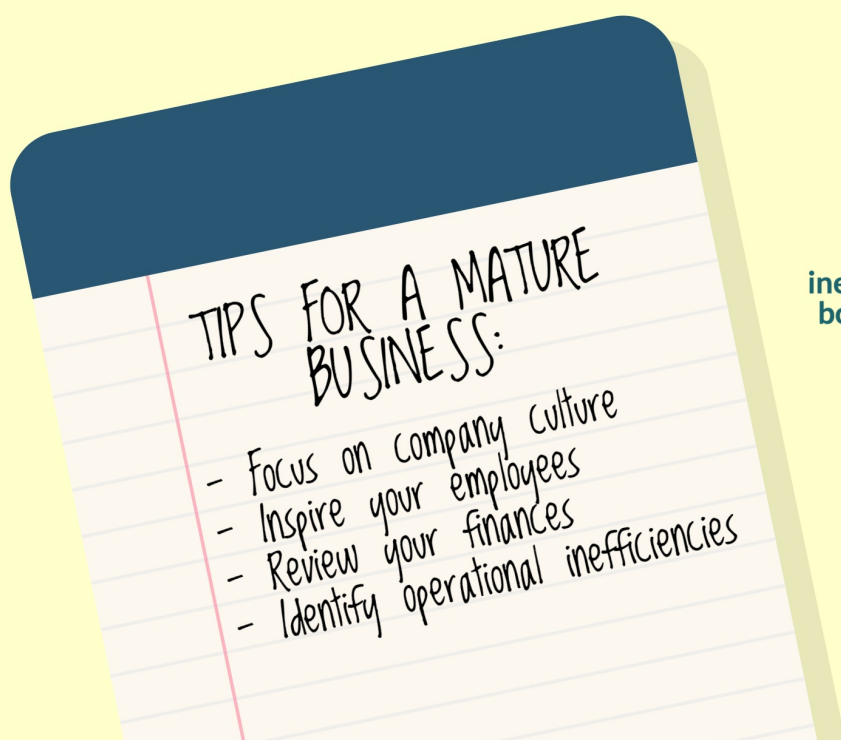 TIPS FOR A MATURE
BUSINESS:
- Focus on company culture
- Inspire your employees
- Review your finances
- Identify operational inefficiencies